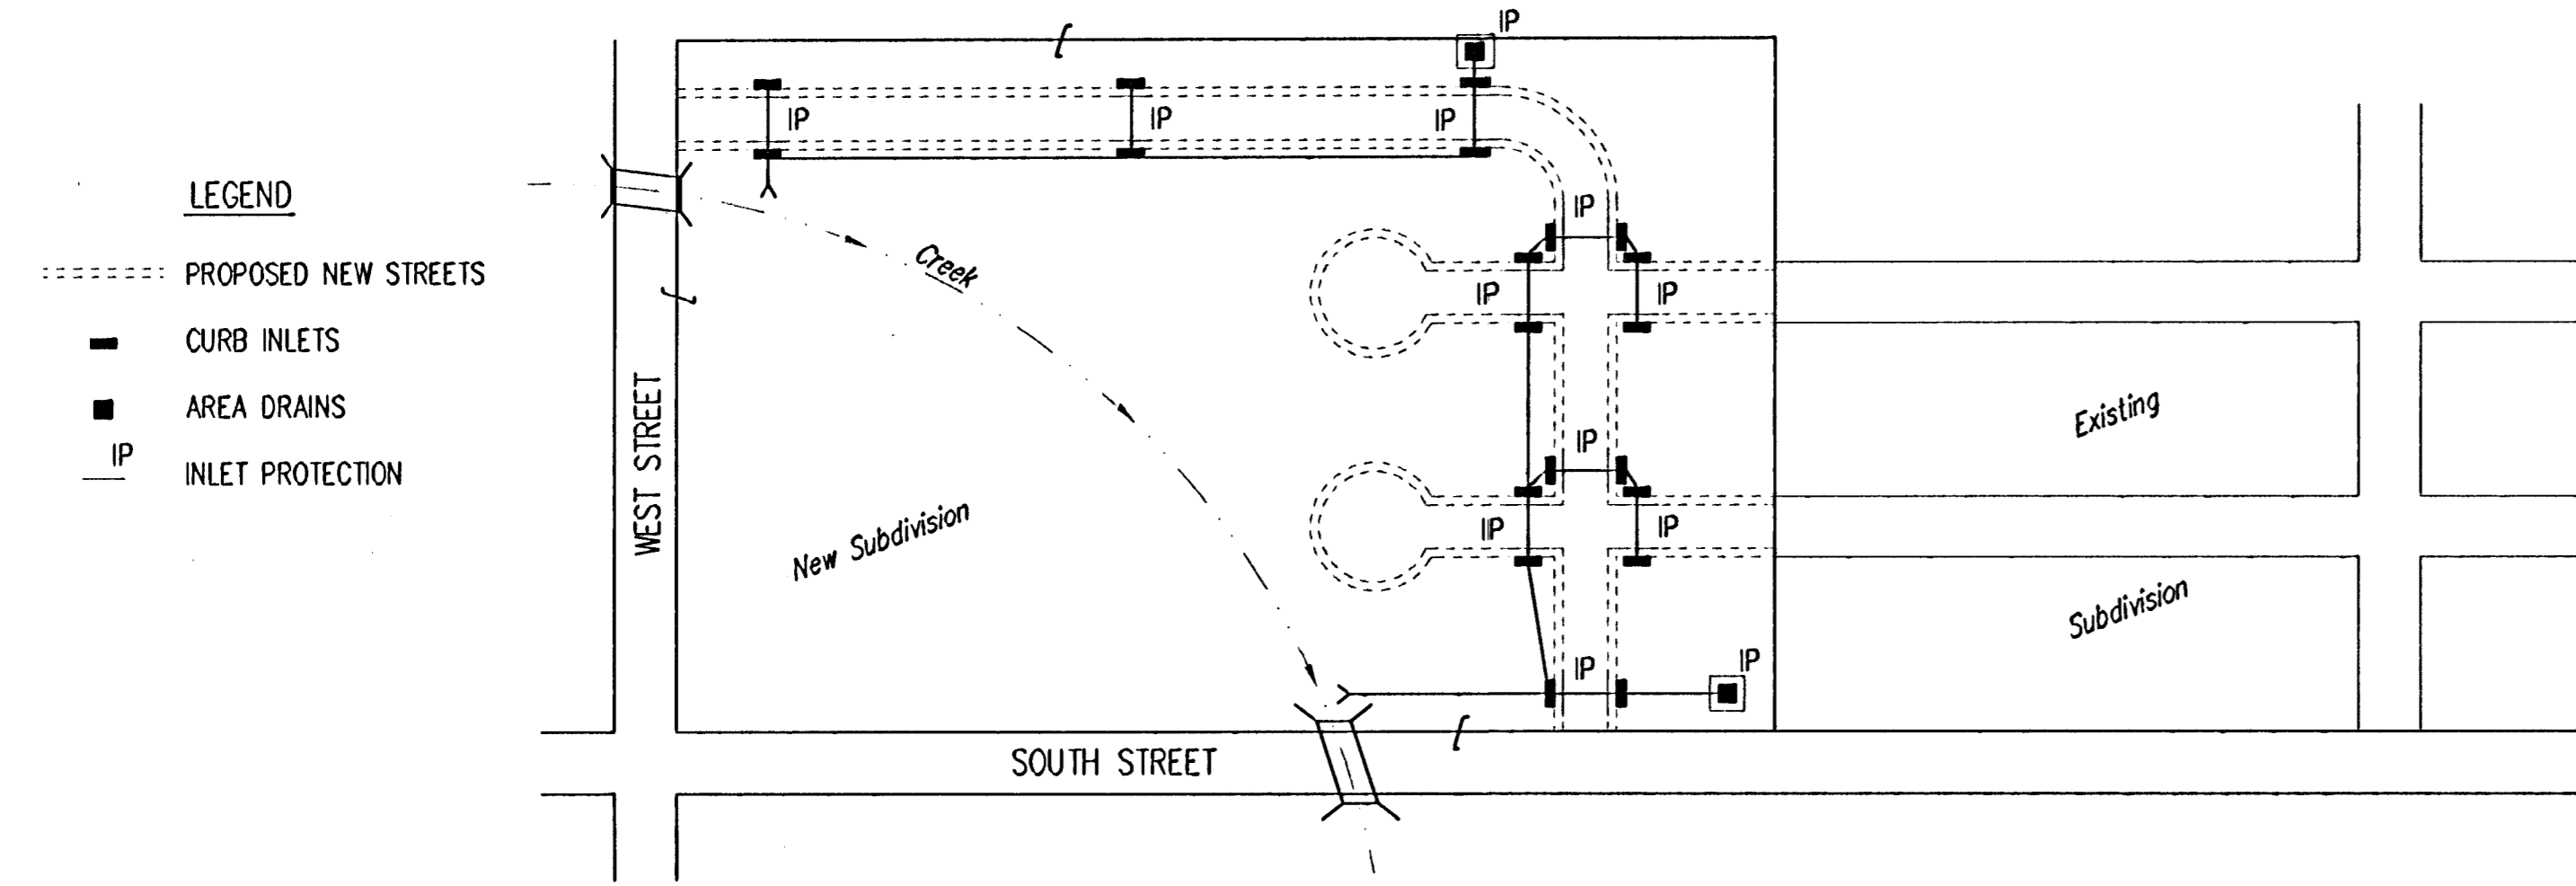 IP
IP
IP
IP
LEGEND
PROPOSED NEW STREETS
CURB INLETS
AREA DRAINS
IP
INLET PROTECTION
WEST STREET
Creek
IP
IP
IP
Existing
IP
New Subdivision
IP
IP
Subdivision
IP
IP
SOUTH STREET